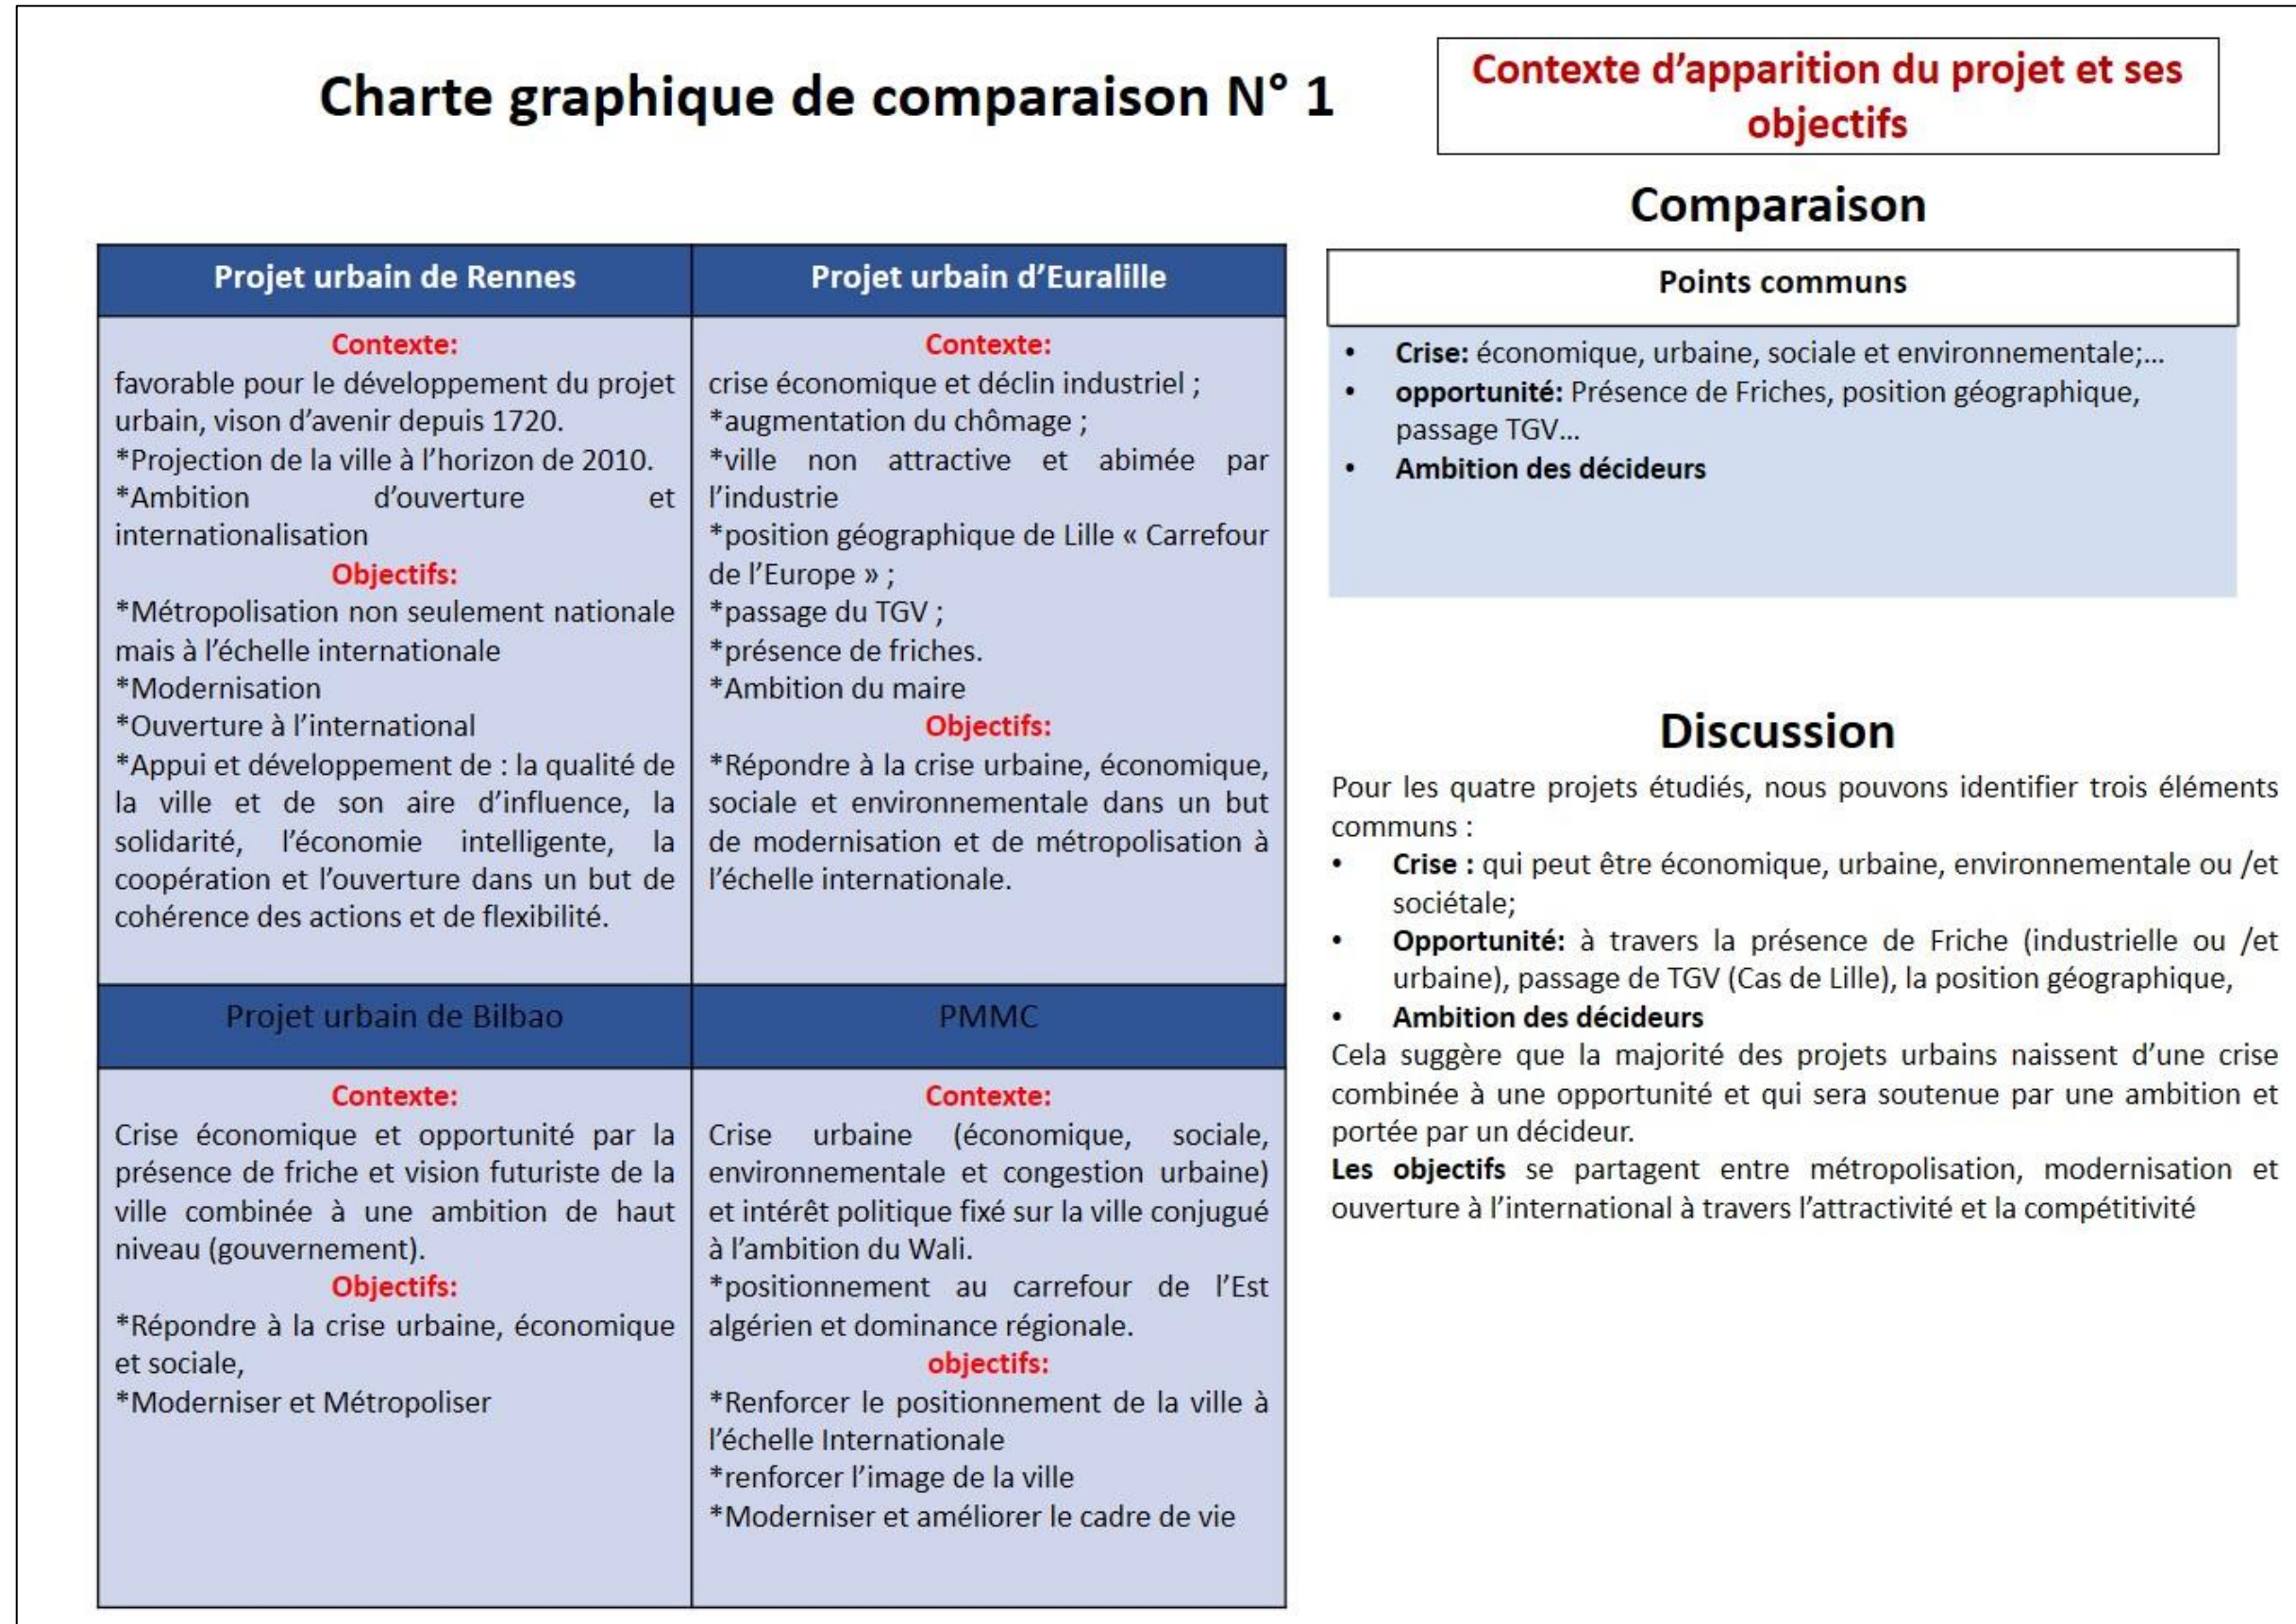 Charte graphique de comparaison N° 1
Contexte d'apparition du projet et ses
objectifs
Projet urbain de Rennes
Contexte:
favorable pour le développement du projet
urbain, vison d'avenir depuis 1720.
*Projection de la ville à l'horizon de 2010.
*Ambition d'ouverture et
internationalisation
Objectifs:
*Métropolisation non seulement nationale
mais à l'échelle internationale
*Modernisation
*Ouverture à l'international
*Appui et développement de : la qualité de
la ville et de son aire d'influence, la
solidarité, l'économie intelligente, la
coopération et l'ouverture dans un but de
cohérence des actions et de flexibilité.
Projet urbain d'Euralille
Contexte:
crise économique et déclin industriel ;
*augmentation du chômage ;
*ville non attractive et abimée par
l'industrie
*position géographique de Lille « Carrefour
de l'Europe » ;
*passage du TGV ;
*présence de friches.
*Ambition du maire
Objectifs:
*Répondre à la crise urbaine, économique,
sociale et environnementale dans un but
de modernisation et de métropolisation à
l'échelle internationale.
Projet urbain de Bilbao
Contexte:
Crise économique et opportunité par la
présence de friche et vision futuriste de la
ville combinée à une ambition de haut
niveau (gouvernement).
Objectifs:
*Répondre à la crise urbaine, économique
et sociale,
*Moderniser et Métropoliser
PMMC
Contexte:
Crise urbaine (économique, sociale,
environnementale et congestion urbaine)
et intérêt politique fixé sur la ville conjugué
à l'ambition du Wali.
*positionnement au carrefour de l'Est
algérien et dominance régionale.
objectifs:
*Renforcer le positionnement de la ville à
l'échelle Internationale
*renforcer l'image de la ville
*Moderniser et améliorer le cadre de vie
Comparaison
Points communs
• Crise: économique, urbaine, sociale et environnementale;...
• opportunité: Présence de Friches, position géographique,
passage TGV...
• Ambition des décideurs
Discussion
Pour les quatre projets étudiés, nous pouvons identifier trois éléments
communs :
• Crise : qui peut être économique, urbaine, environnementale ou /et
sociétale;
• Opportunité: à travers la présence de Friche (industrielle ou /et
urbaine), passage de TGV (Cas de Lille), la position géographique,
• Ambition des décideurs
Cela suggère que la majorité des projets urbains naissent d'une crise
combinée à une opportunité et qui sera soutenue par une ambition et
portée par un décideur.
Les objectifs se partagent entre métropolisation, modernisation et
ouverture à l'international à travers l'attractivité et la compétitivité